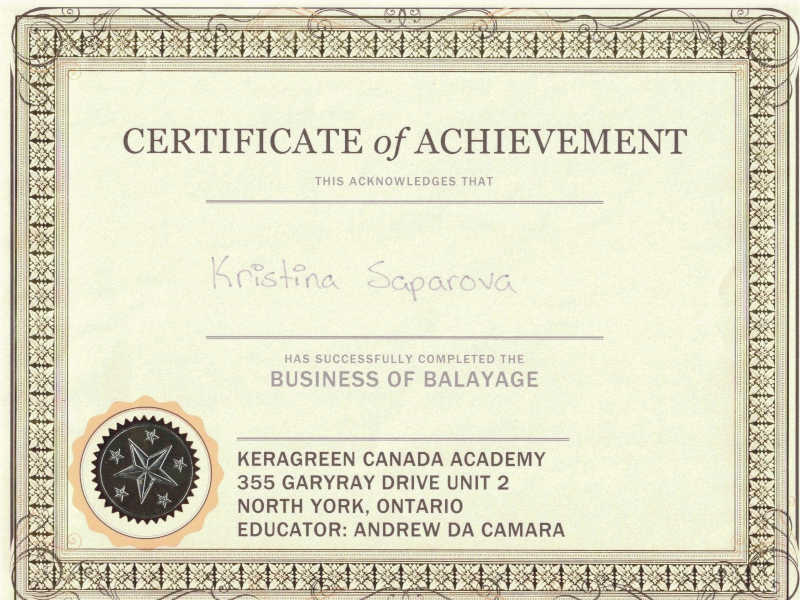 CERTIFICATE of ACHIEVEMENT
THIS ACKNOWLEDGES THAT
Kristina Saparova
HAS SUCCESSFULLY COMPLETED THE
BUSINESS OF BALAYAGE
KERAGREEN CANADA ACADEMY
355 GARYRAY DRIVE UNIT 2
NORTH YORK, ONTARIO
EDUCATOR: ANDREW DA CAMARA